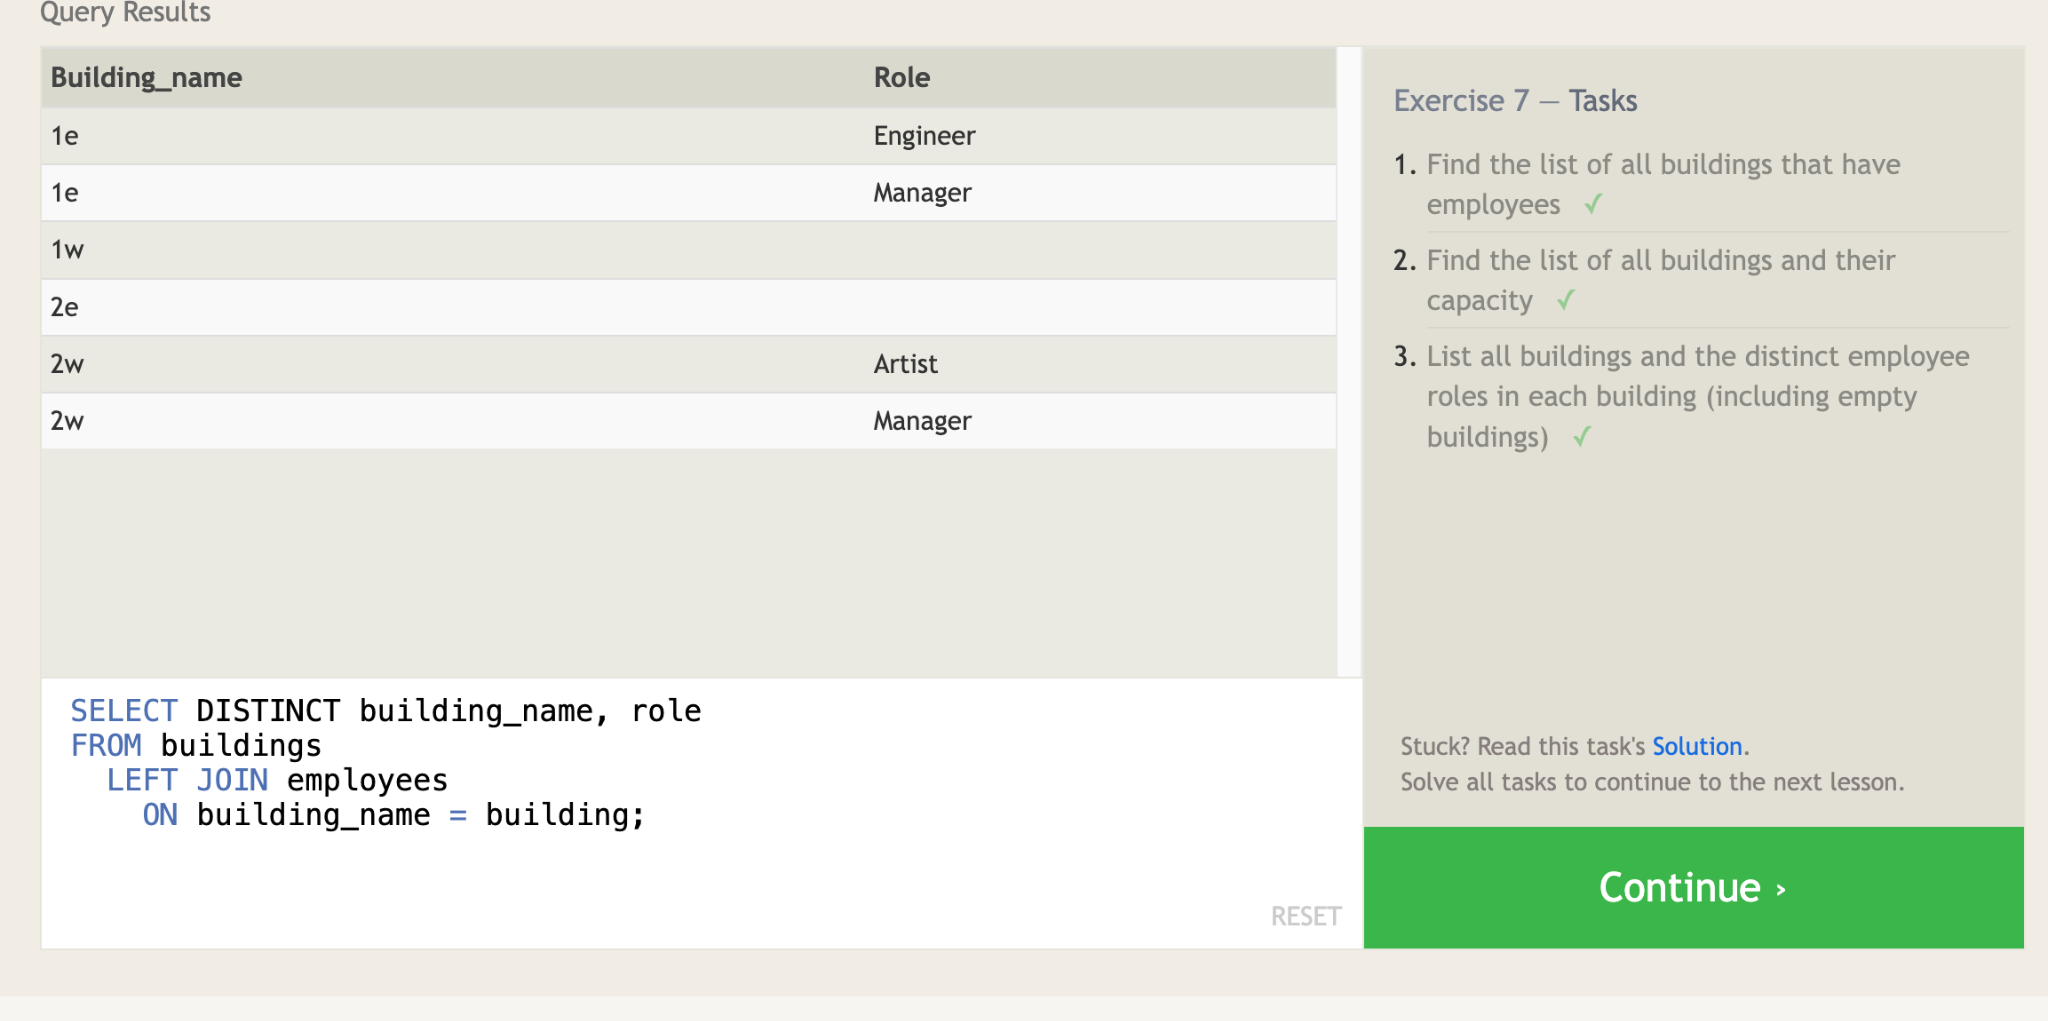 Query Results
Building_name Role
1e Engineer
1e Manager
1w
2e
2w Artist
2w Manager
SELECT DISTINCT building_name, role
FROM buildings
LEFT JOIN employees
ON building_name = building;
RESET
Exercise 7 — Tasks
1. Find the list of all buildings that have
employees ✓
2. Find the list of all buildings and their
capacity ✓
3. List all buildings and the distinct employee
roles in each building (including empty
buildings) ✓
Stuck? Read this task's Solution.
Solve all tasks to continue to the next lesson.
Continue ›